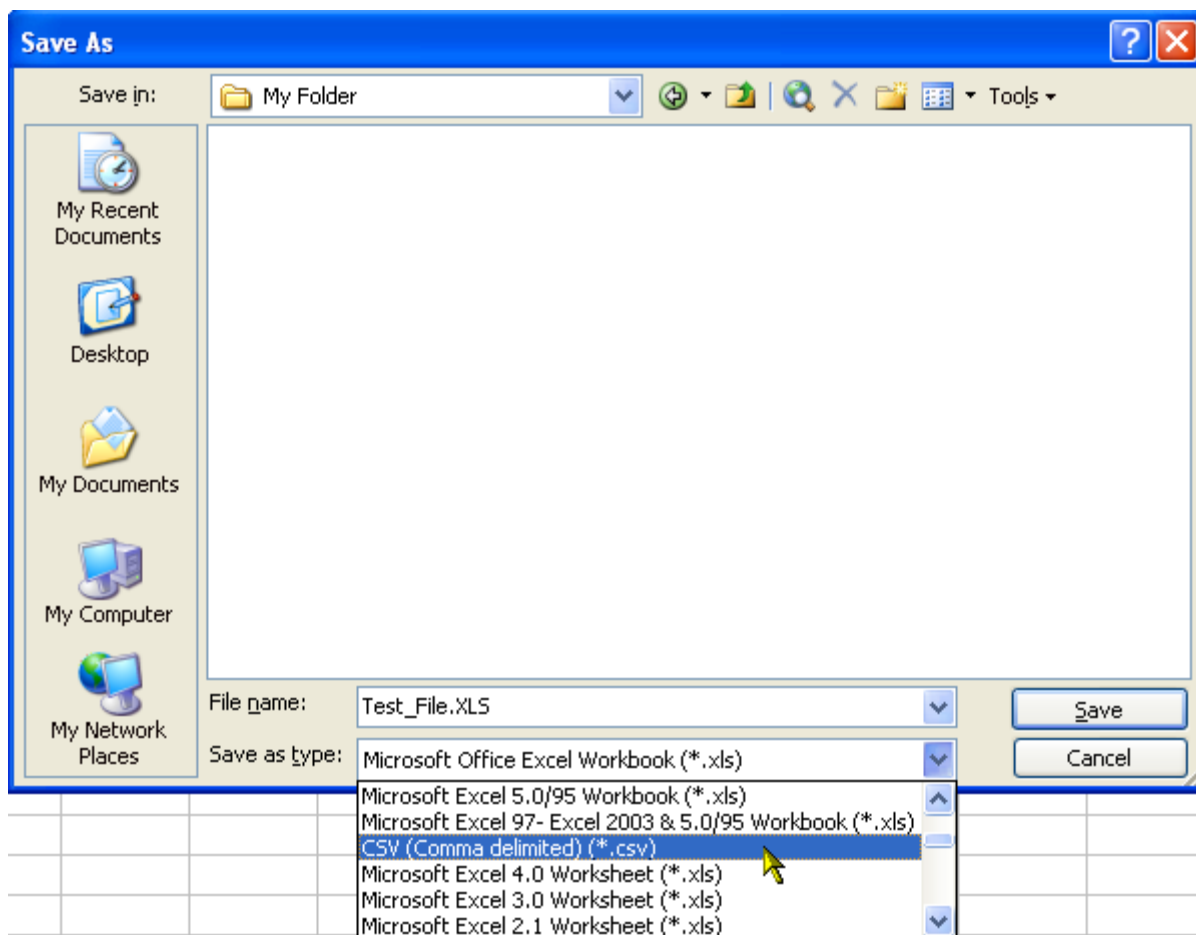 Save As
Save in:
My Folder
Tools
My Recent
Documents
Desktop
My Documents
My Computer
My Network
Places
File name:
Test_File.XLS
Save
Save as type:
Microsoft Office Excel Workbook (*.xls)
Cancel
Microsoft Excel 5.0/95 Workbook (*.xls)
Microsoft Excel 97- Excel 2003 & 5.0/95 Workbook (*.xls)
CSV (Comma delimited) (*.csv)
Microsoft Excel 4.0 Worksheet (*.xls)
Microsoft Excel 3.0 Worksheet (*.xls)
Microsoft Excel 2.1 Worksheet (*.xls)